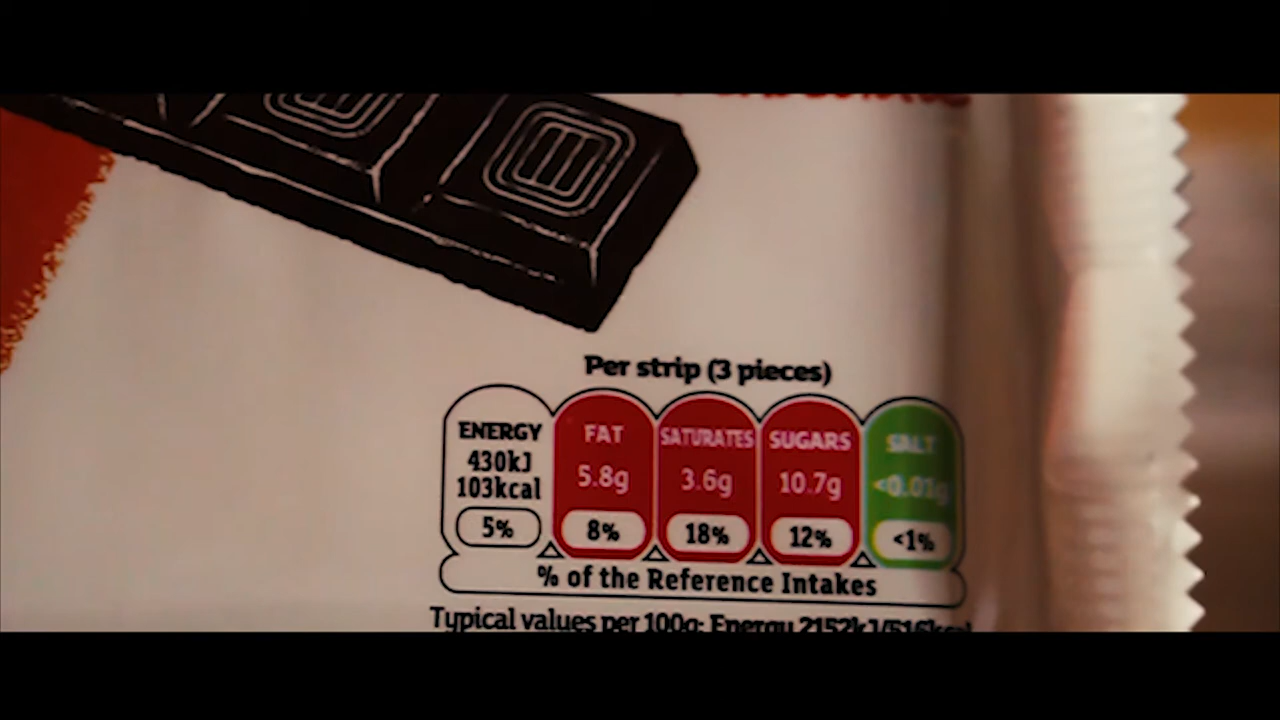 Per strip (3 pieces)
ENERGY FAT SATURATES SUGARS SALT
430kJ
103kcal 5.8g 3.6g 10.7g <0.01g
5% 8% 18% 12% <1%
% of the Reference Intakes
Typical values per 100g: Energy 2152kJ/516kcal